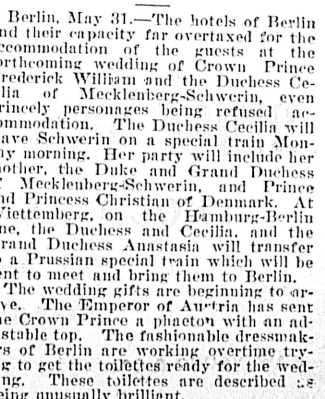 Berlin, May 31.—The hotels of Berlin
nd their capacity far overtaxed for the
ccommodation of the guests at the
orthcoming wedding of Crown Prince
rederick William and the Duchess Ce-
lia of Mecklenberg-Schwerin, even
rincely personages being refused ac-
ommodation. The Duchess Cecilia will
ave Schwerin on a special train Mon-
ay morning. Her party will include her
other, the Duke and Grand Duchess
f Mecklenberg-Schwerin, and Prince
nd Princess Christian of Denmark. At
Viettemberg, on the Hamburg-Berlin
ne, the Duchess and Cecilia, and the
rand Duchess Anastasia will transfer
o a Prussian special train which will be
ent to meet and bring them to Berlin.
The wedding gifts are beginning to ar-
ve. The Emperor of Austria has sent
he Crown Prince a phaeton with an ad-
stable top. The fashionable dressmak-
rs of Berlin are working overtime try-
g to get the toilettes ready for the wed-
ng. These toilettes are described as
eing unusually brilliant.